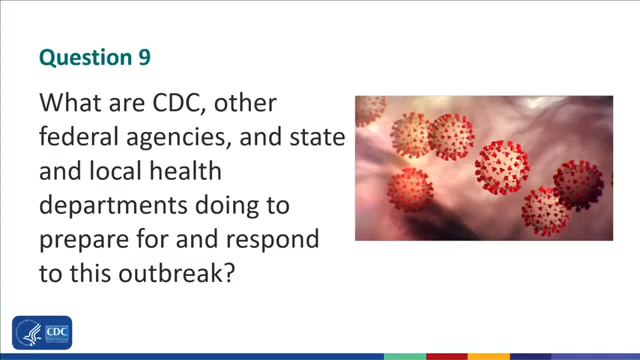 Question 9
What are CDC, other
federal agencies, and state
and local health
departments doing to
prepare for and respond
to this outbreak?
CDC